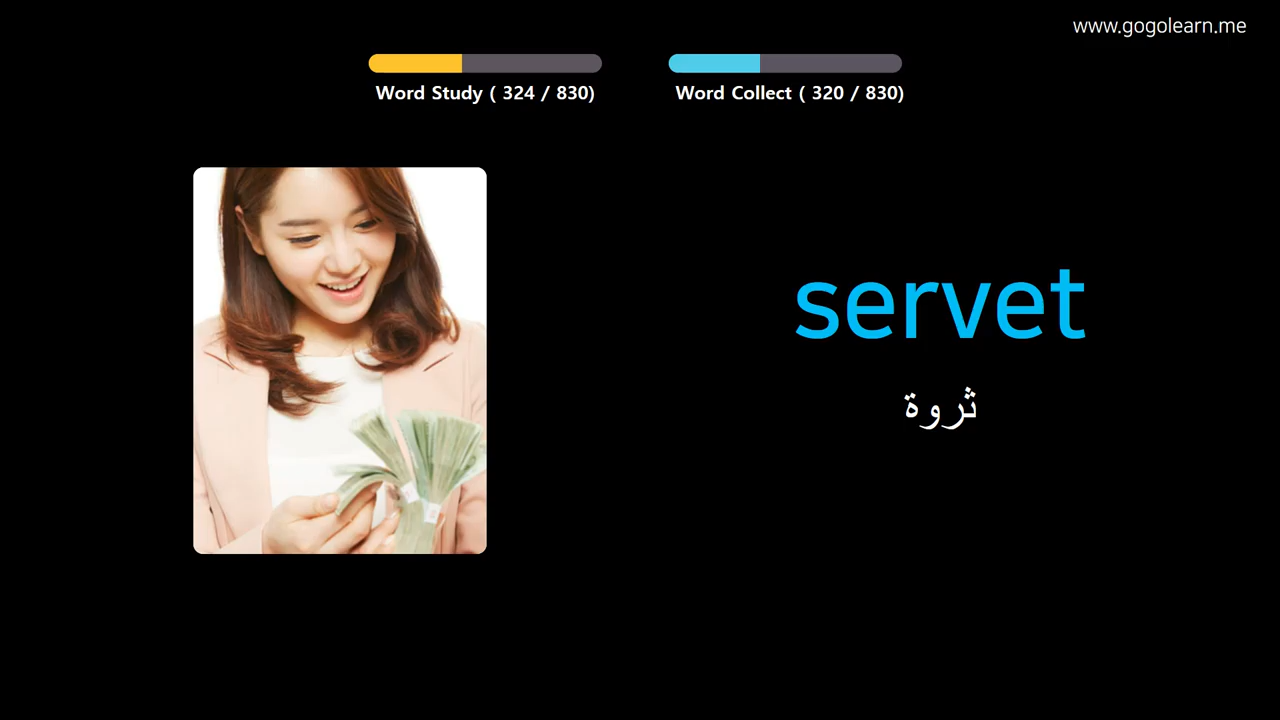 www.gogolearn.me
Word Study ( 324 / 830)
Word Collect ( 320 / 830)
servet
ثروة